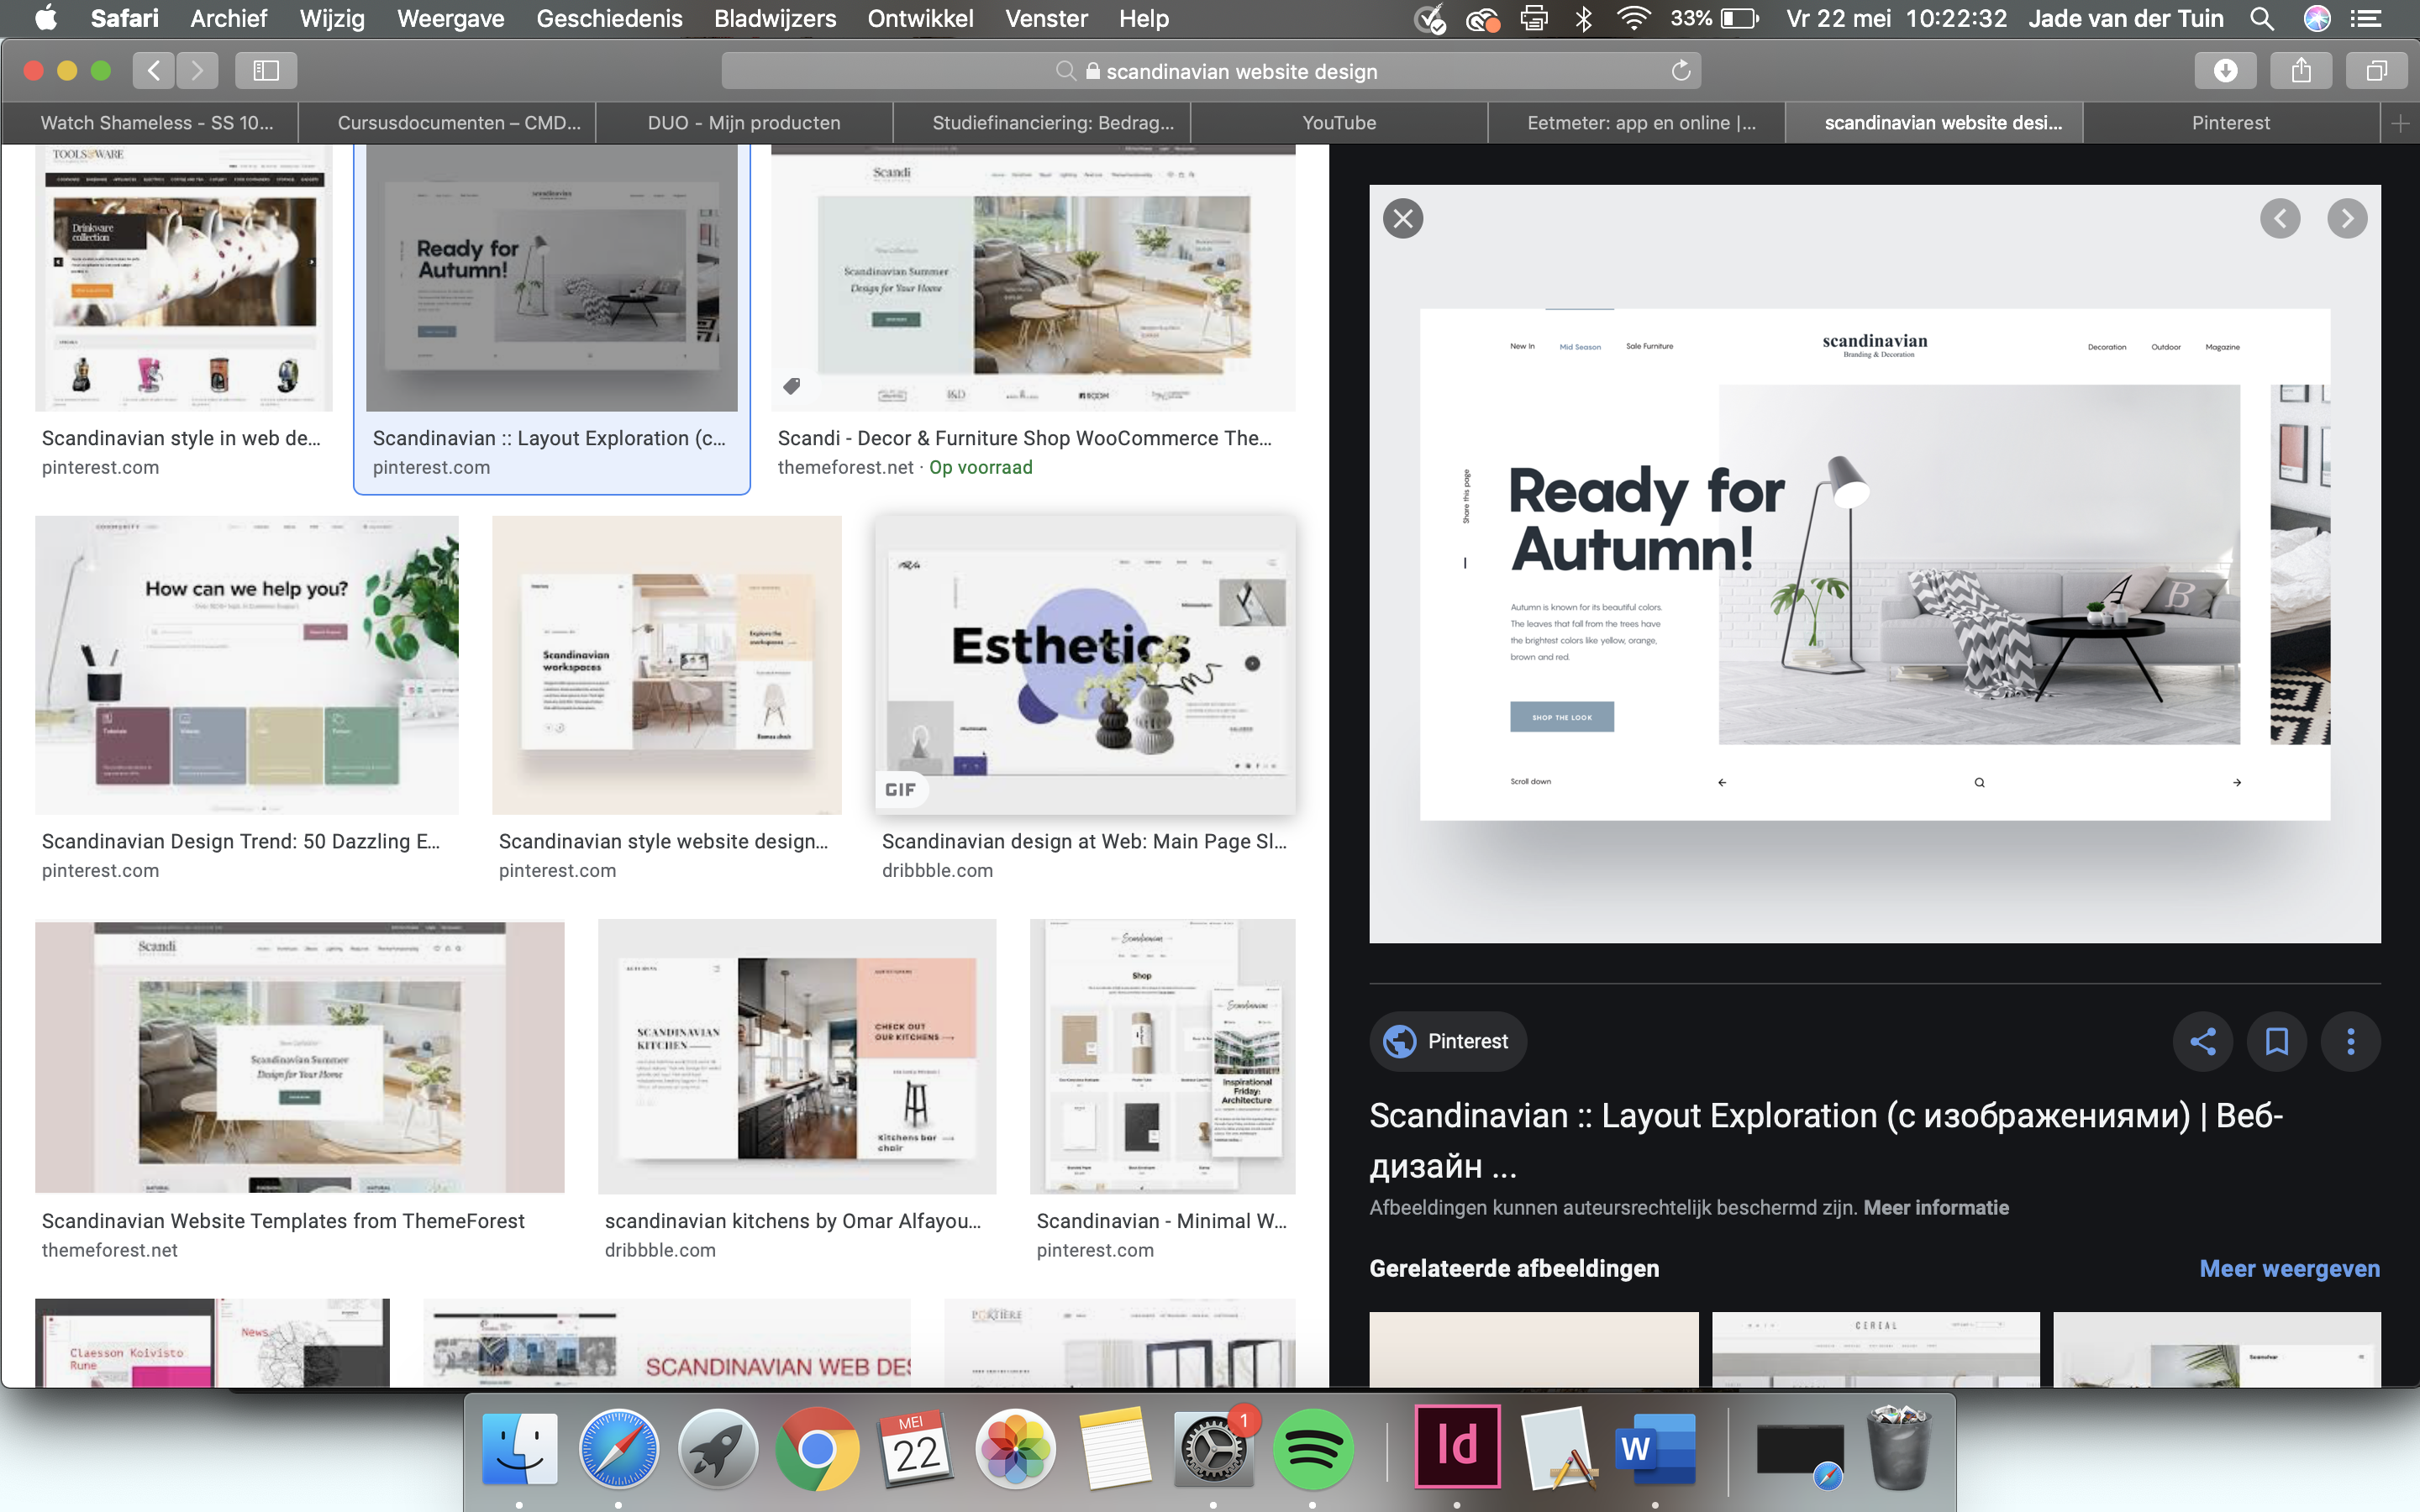 Safari Archief Wijzig Weergave Geschiedenis Bladwijzers Ontwikkel Venster Help 33% Vr 22 mei 10:22:32 Jade van der Tuin
scandinavian website design
Watch Shameless - SS 10... Cursusdocumenten – CMD... DUO - Mijn producten Studiefinanciering: Bedrag... YouTube Eetmeter: app en online |... scandinavian website desi... Pinterest
TOOLS&WARE
Drinkware
collection
Scandinavian style in web de...
pinterest.com
scandinavian
Ready for
Autumn!
Scandinavian :: Layout Exploration (c...
pinterest.com
Scandi
Scandinavian Summer
Design for Your Home
Scandi - Decor & Furniture Shop WooCommerce The...
themeforest.net · Op voorraad
How can we help you?
Scandinavian Design Trend: 50 Dazzling E...
pinterest.com
Scandinavian
workspaces
Explore the
workspaces
Eames chair
Scandinavian style website design...
pinterest.com
Esthetics
GIF
Scandinavian design at Web: Main Page Sl...
dribbble.com
Scandi
Scandinavian Summer
Design for Your Home
Scandinavian Website Templates from ThemeForest
themeforest.net
SCANDINAVIAN
KITCHEN
CHECK OUT
OUR KITCHENS
Kitchens bar
chair
scandinavian kitchens by Omar Alfayou...
dribbble.com
Scandinavian
Shop
Scandinavian
Inspirational
Friday:
Architecture
Scandinavian - Minimal W...
pinterest.com
Claesson Koivisto
Rune
News
SCANDINAVIAN WEB DES
PORTIERE
New In Mid Season Sale Furniture
scandinavian
Branding & Decoration
Decoration Outdoor Magazine
Share this page
Ready for
Autumn!
A B
Autumn is known for its beautiful colors.
The leaves that fall from the trees have
the brightest colors like yellow, orange,
brown and red.
SHOP THE LOOK
Scroll down
Pinterest
Scandinavian :: Layout Exploration (с изображениями) | Веб-
дизайн ...
Afbeeldingen kunnen auteursrechtelijk beschermd zijn. Meer informatie
Gerelateerde afbeeldingen Meer weergeven
CEREAL
MEI
22
1
Id
W